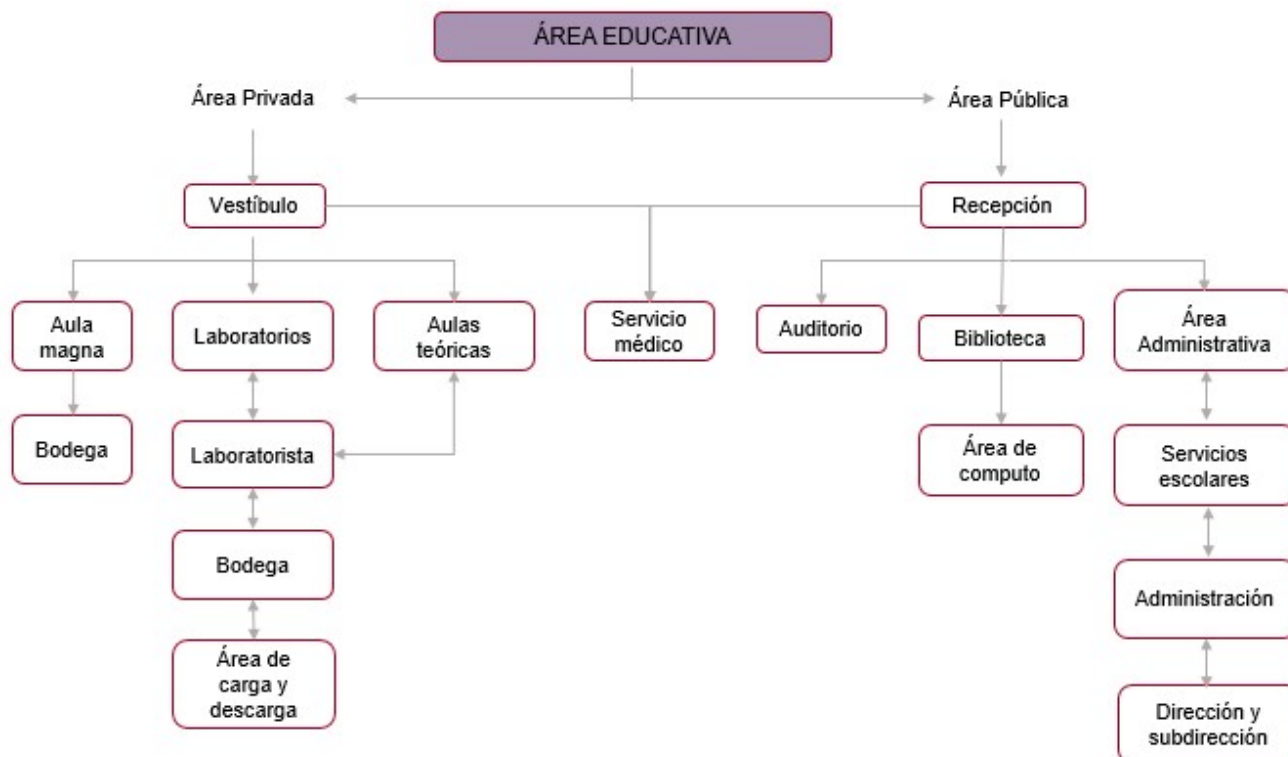 ÁREA EDUCATIVA
Área Privada
Área Pública
Vestíbulo
Recepción
Aula
magna
Laboratorios
Aulas
teóricas
Servicio
médico
Auditorio
Biblioteca
Área
Administrativa
Bodega
Laboratorista
Área de
computo
Servicios
escolares
Bodega
Administración
Área de
carga y
descarga
Dirección y
subdirección